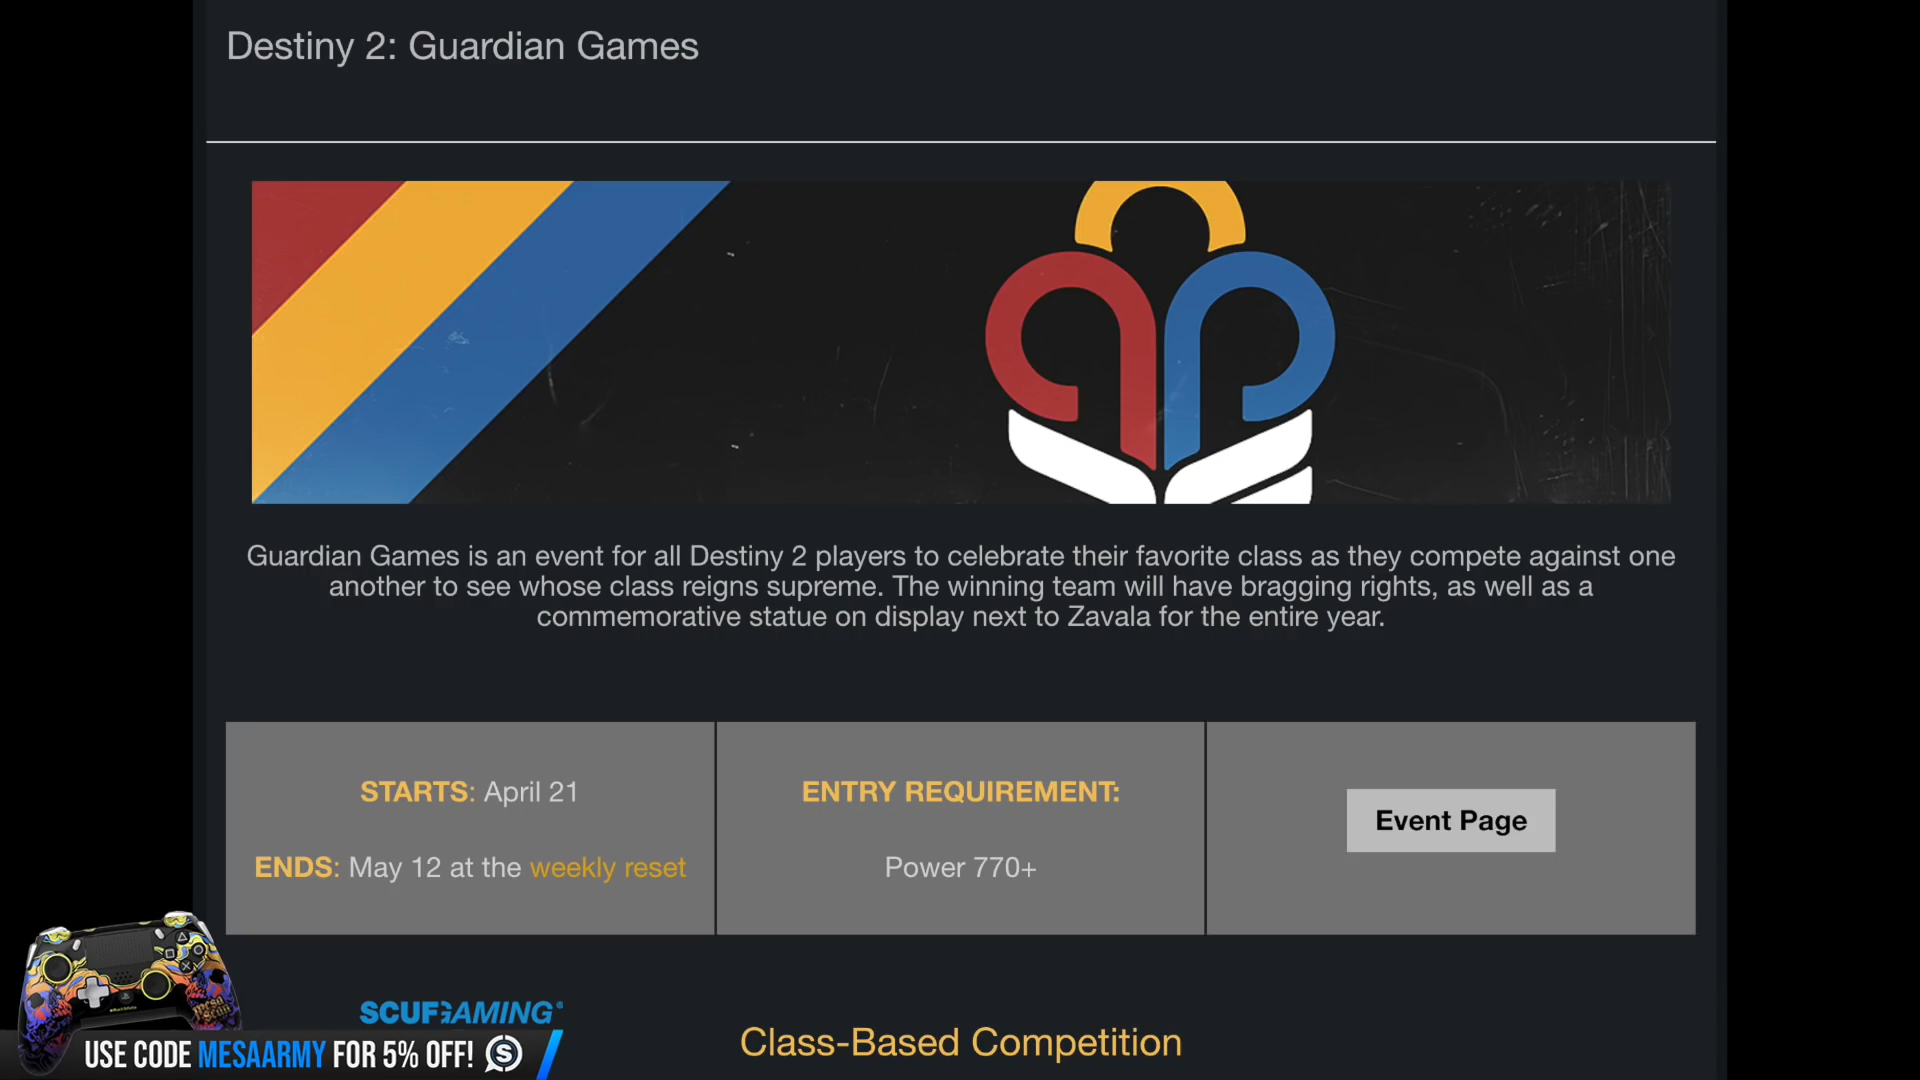 Destiny 2: Guardian Games
Guardian Games is an event for all Destiny 2 players to celebrate their favorite class as they compete against one
another to see whose class reigns supreme. The winning team will have bragging rights, as well as a
commemorative statue on display next to Zavala for the entire year.
STARTS: April 21
ENDS: May 12 at the weekly reset
ENTRY REQUIREMENT:
Power 770+
Event Page
SCUFGAMING®
USE CODE MESAARMY FOR 5% OFF!
Class-Based Competition